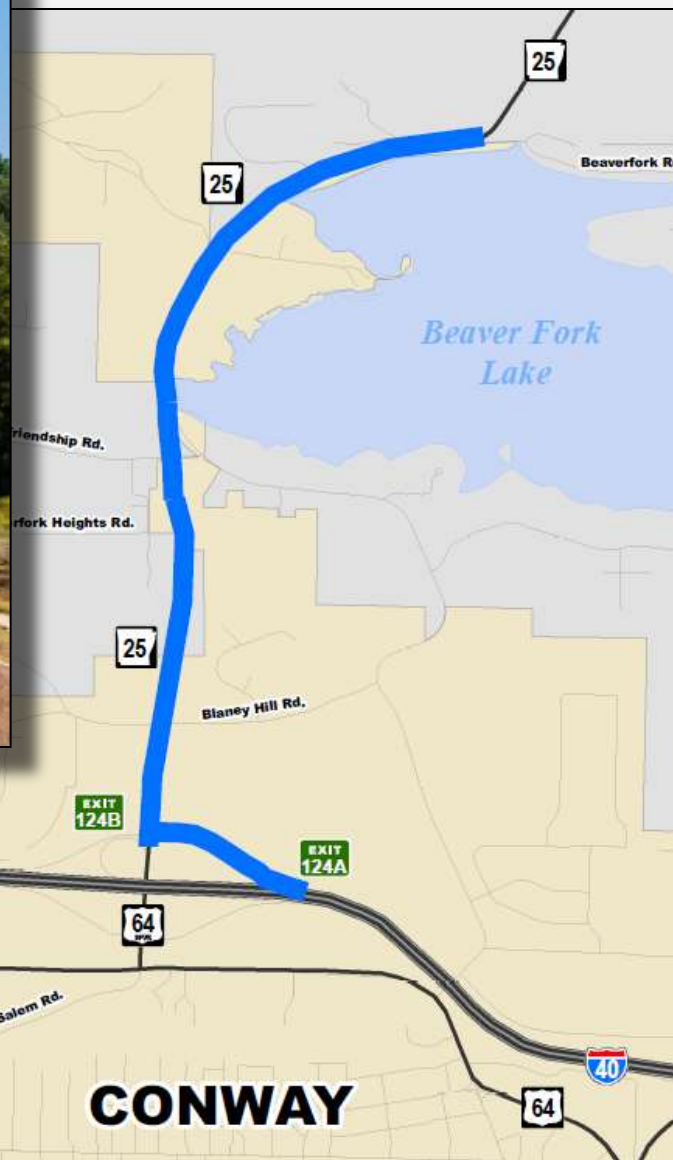 25
Beaverfork R
25
Beaver Fork
Lake
riendship Rd.
rfork Heights Rd.
25
Blaney Hill Rd.
EXIT
124B
EXIT
124A
64
Salem Rd.
40
CONWAY
64